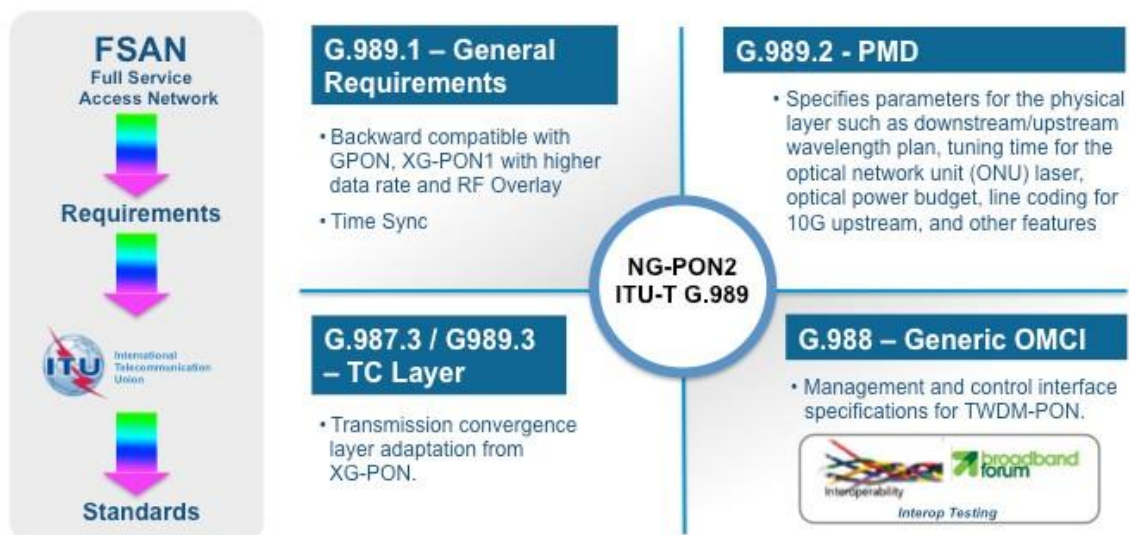 FSAN
Full Service
Access Network
Requirements
ITU
International
Telecommunication
Union
Standards
G.989.1 – General
Requirements
• Backward compatible with
GPON, XG-PON1 with higher
data rate and RF Overlay
• Time Sync
G.989.2 - PMD
• Specifies parameters for the physical
layer such as downstream/upstream
wavelength plan, tuning time for the
optical network unit (ONU) laser,
optical power budget, line coding for
10G upstream, and other features
NG-PON2
ITU-T G.989
G.987.3 / G989.3
– TC Layer
• Transmission convergence
layer adaptation from
XG-PON.
G.988 – Generic OMCI
• Management and control interface
specifications for TWDM-PON.
Interoperability
broadband
forum
Interop Testing